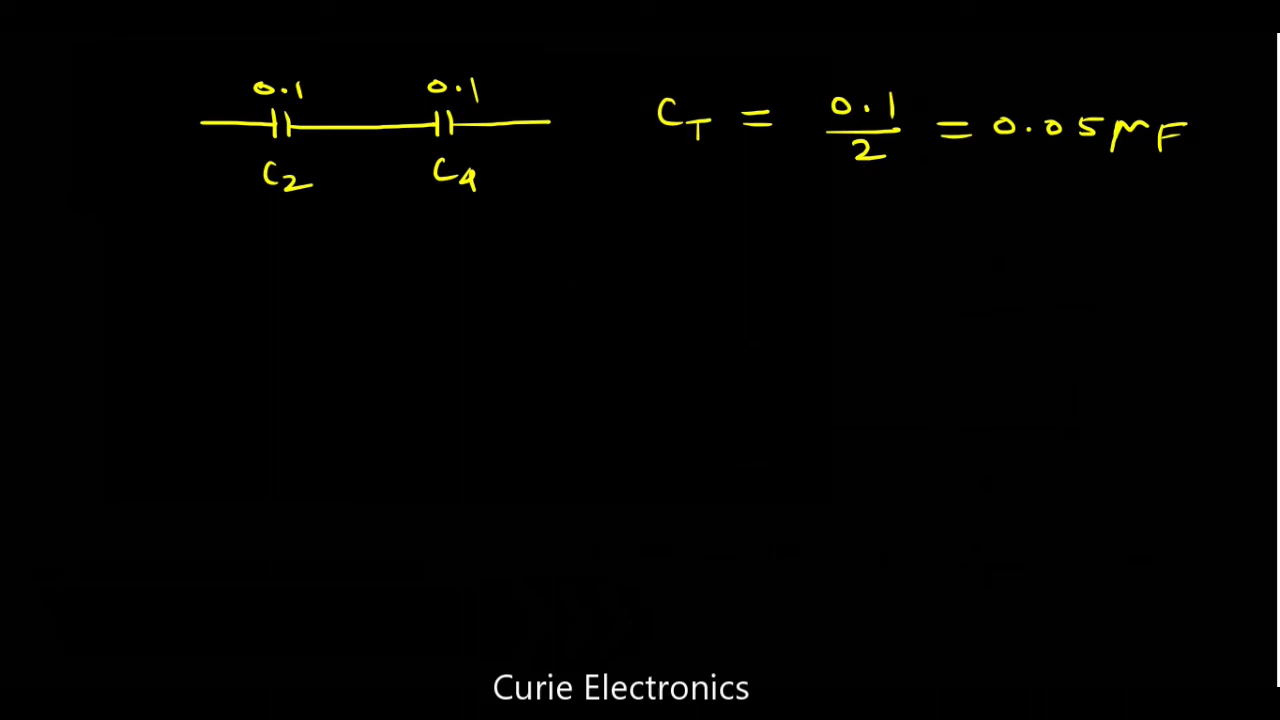 0.1 0.1
C2 C4
CT = 0.1/2 = 0.05μF
Curie Electronics